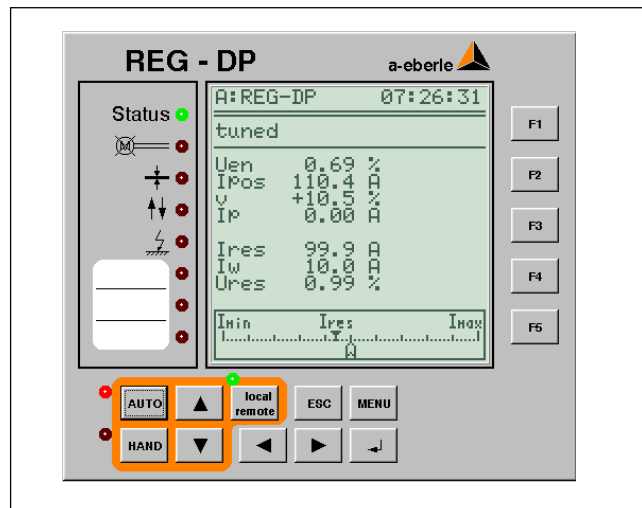 REG - DP
a-eberle
Status
A:REG-DP 07:26:31
tuned
Uen 0.69 %
Ipos 110.4 A
v +10.5 %
Ip 0.00 A
Ires 99.9 A
Iw 10.0 A
Ures 0.99 %
Imin Ires Imax
F1
F2
F3
F4
F5
M
AUTO
local
remote
ESC
MENU
HAND